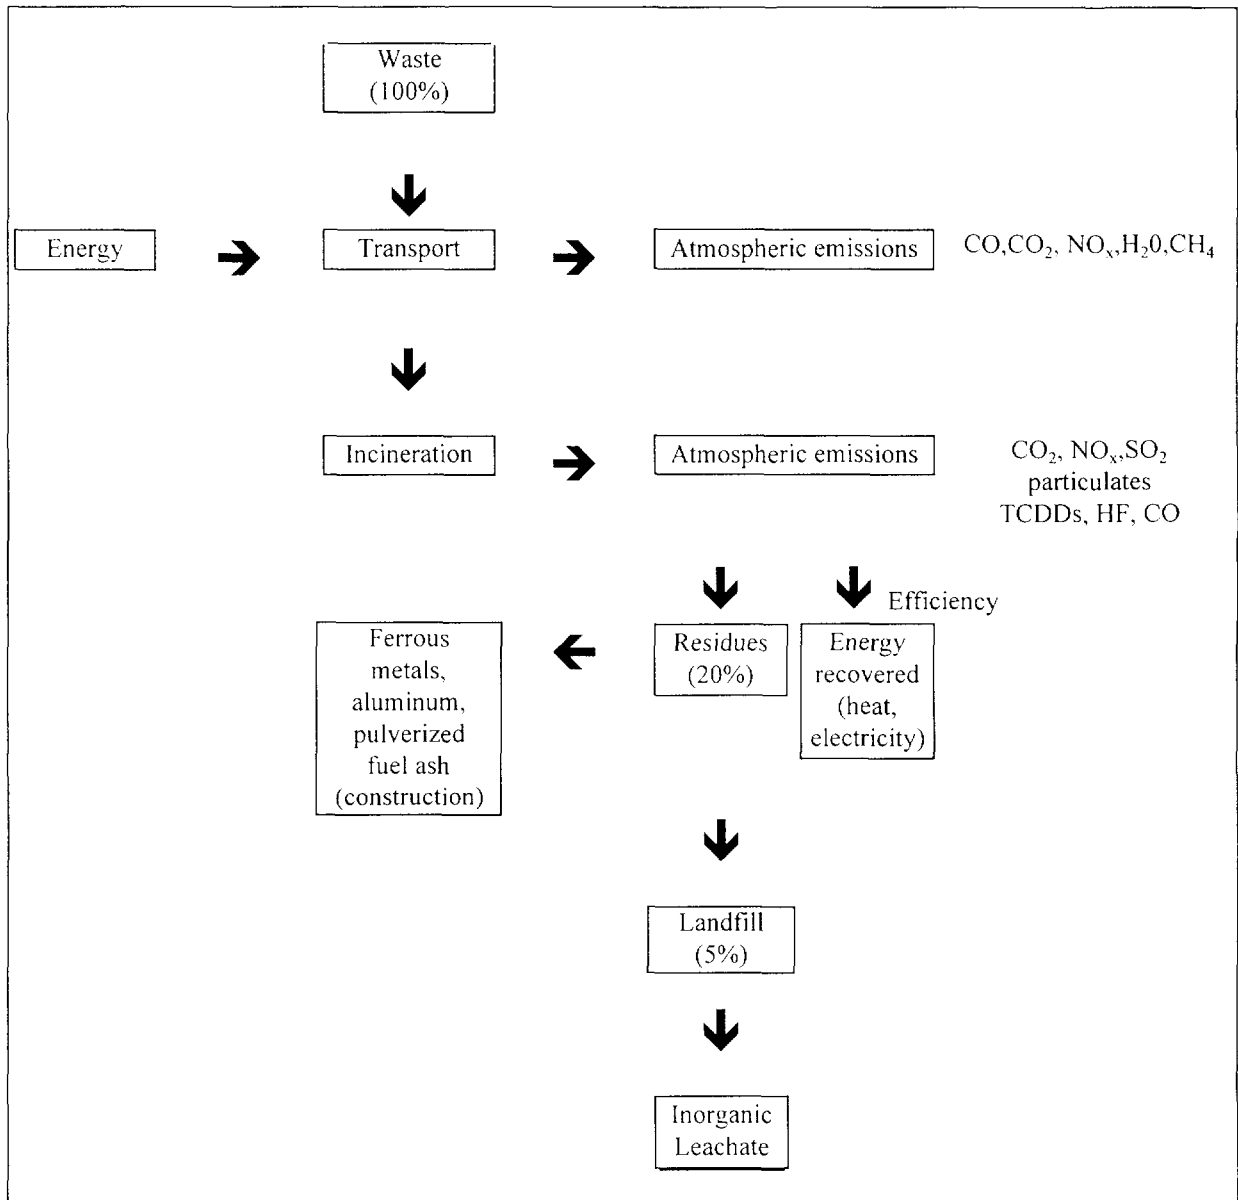 Waste
(100%)
Energy
Transport
Atmospheric emissions
CO,CO₂, NOₓ,H₂0,CH₄
Incineration
Atmospheric emissions
CO₂, NOₓ,SO₂
particulates
TCDDs, HF, CO
Efficiency
Ferrous
metals,
aluminum,
pulverized
fuel ash
(construction)
Residues
(20%)
Energy
recovered
(heat,
electricity)
Landfill
(5%)
Inorganic
Leachate